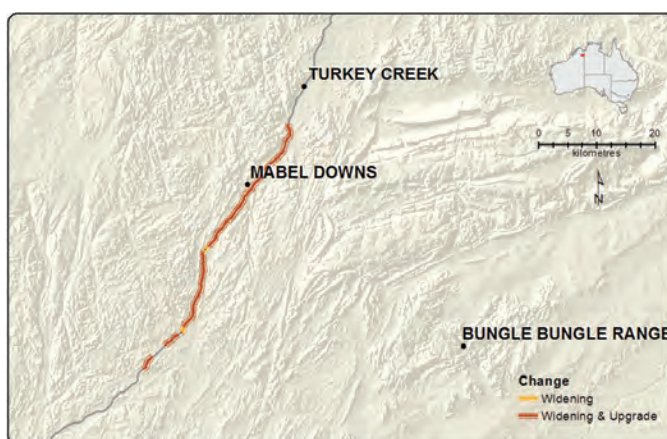 TURKEY CREEK
0 5 10 20
kilometres
N
MABEL DOWNS
BUNGLE BUNGLE RANGE
Change
Widening
Widening & Upgrade